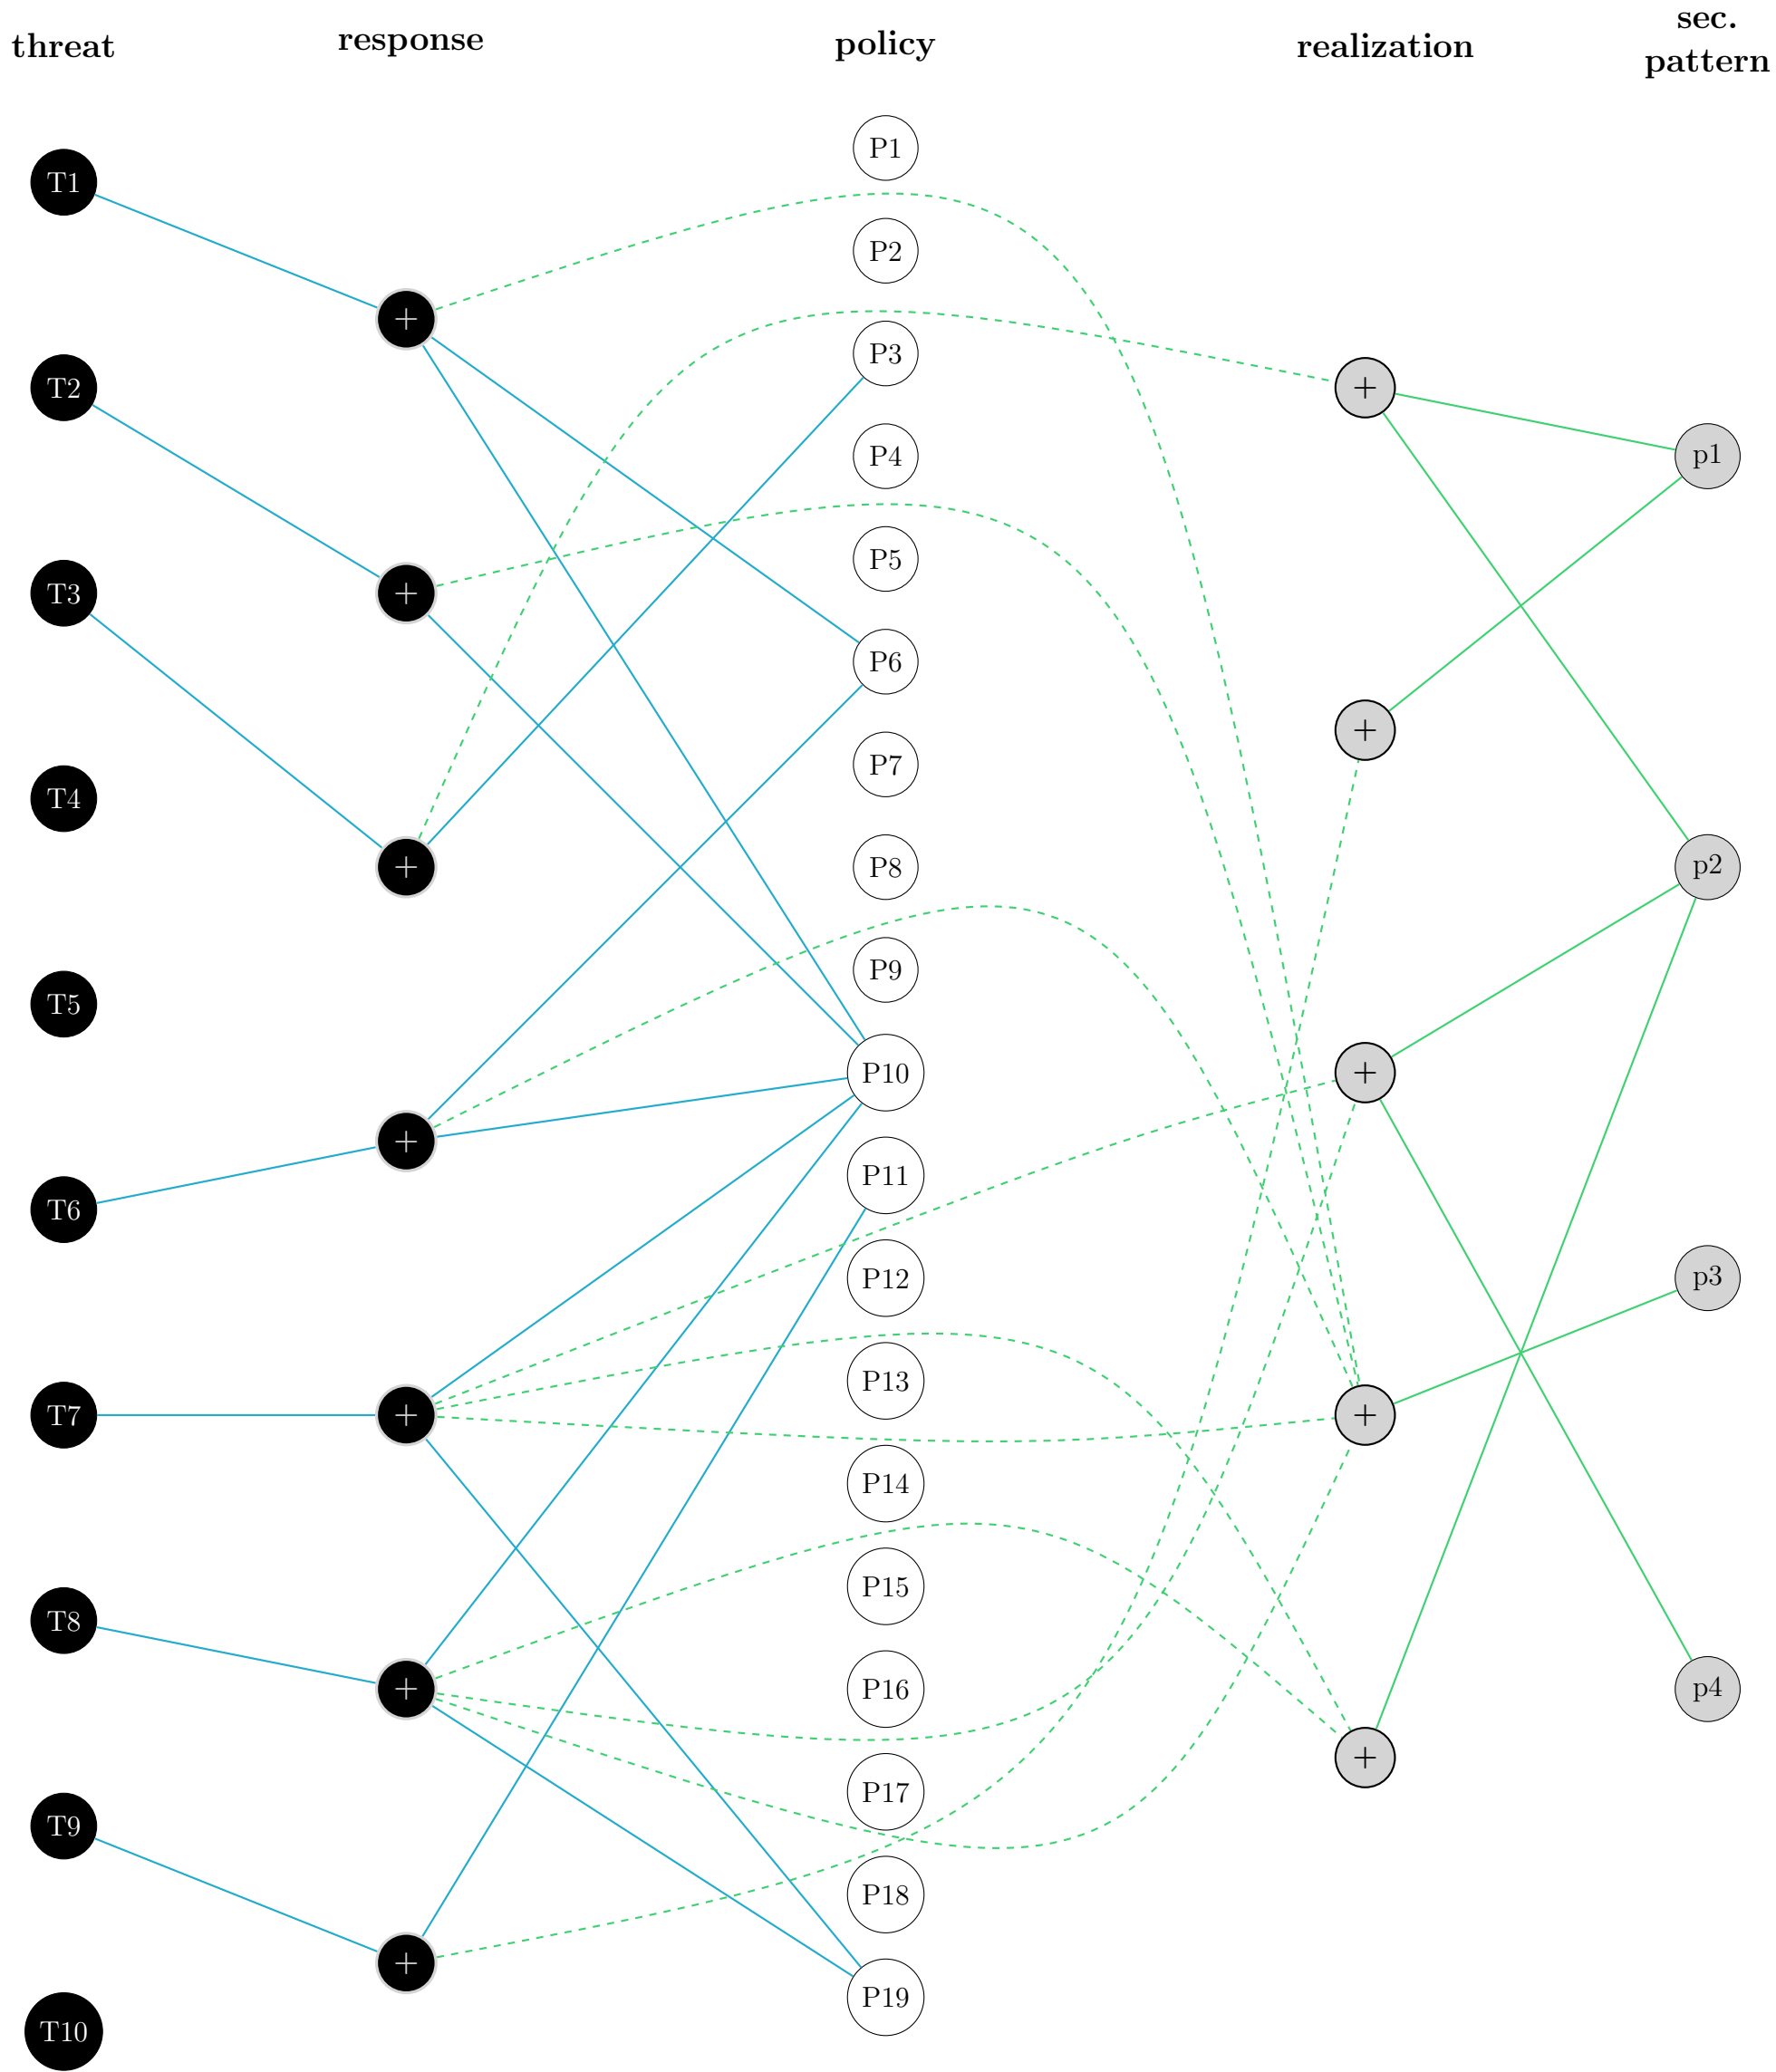 threat
response
policy
realization
sec.
pattern
T1
T2
T3
T4
T5
T6
T7
T8
T9
T10
+
+
+
+
+
+
+
P1
P2
P3
P4
P5
P6
P7
P8
P9
P10
P11
P12
P13
P14
P15
P16
P17
P18
P19
+
+
+
+
+
p1
p2
p3
p4